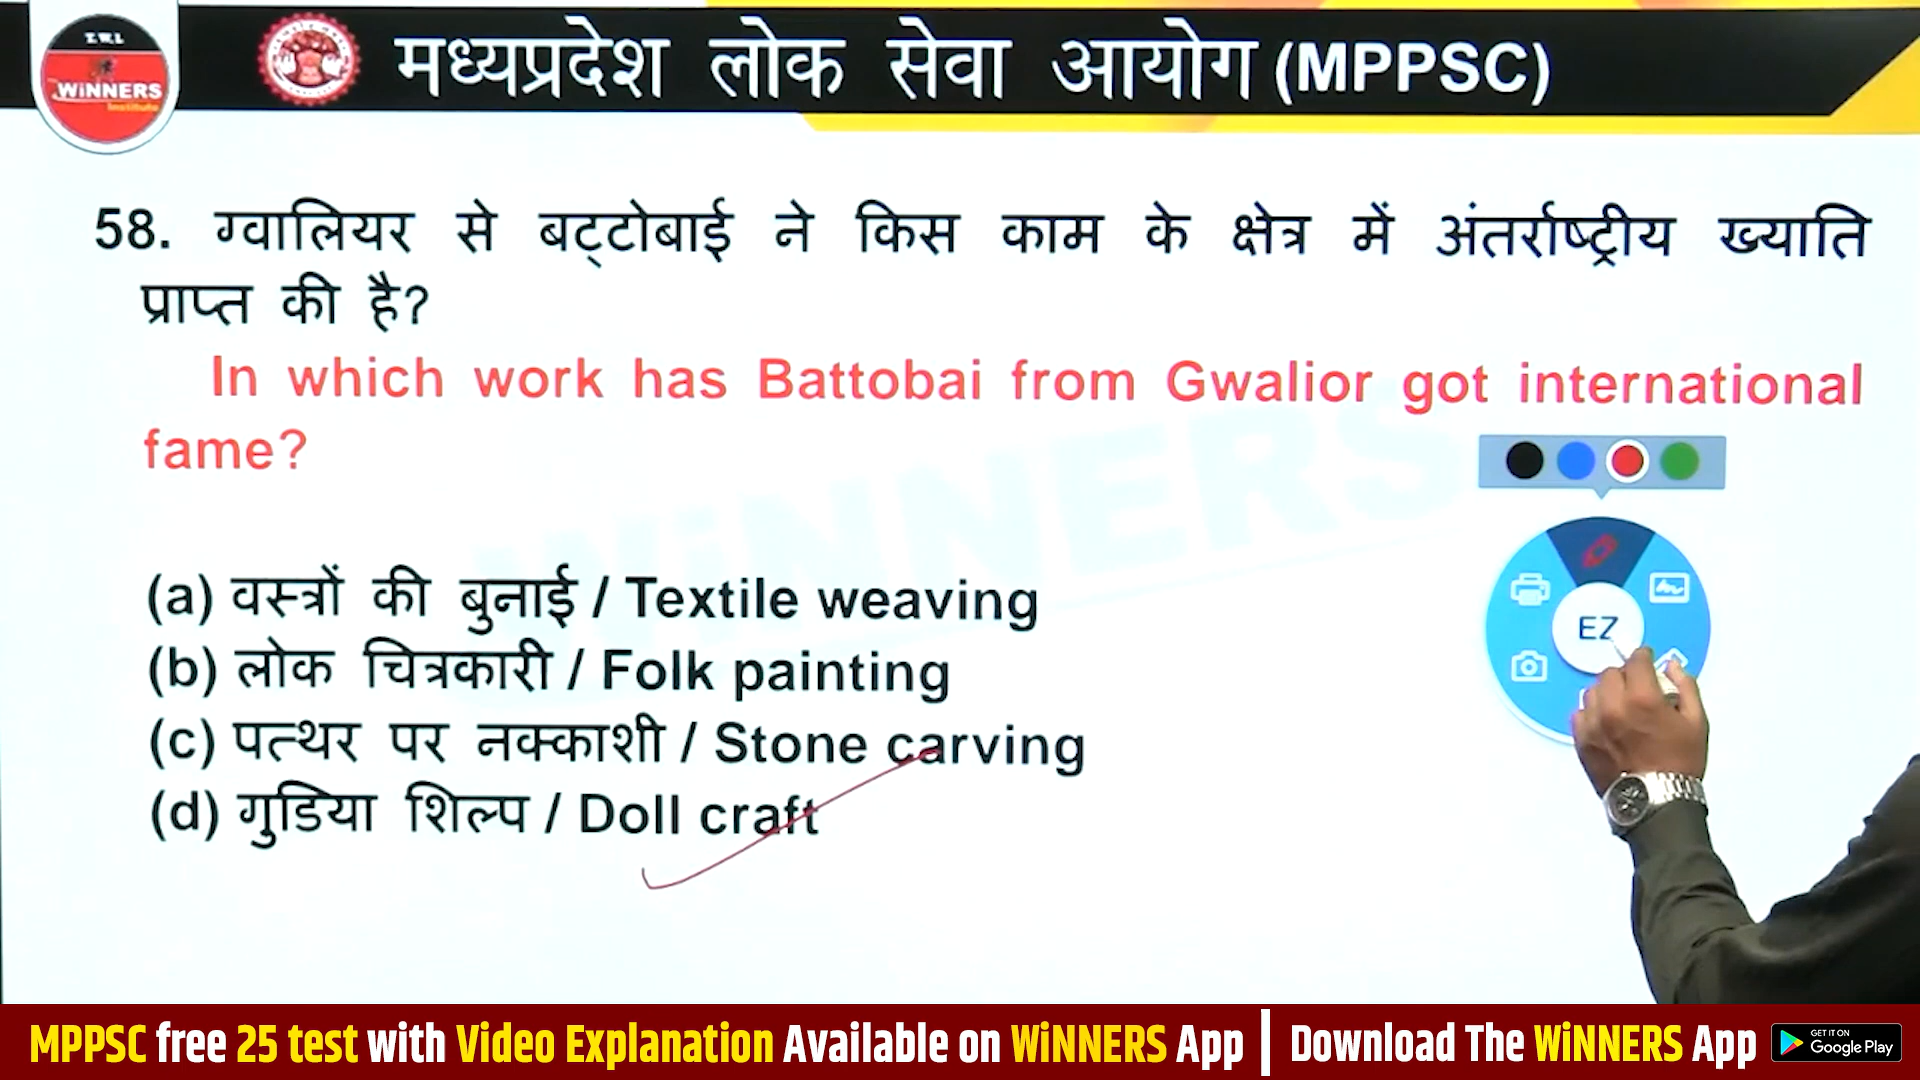 T.W.I.
WiNNERS
Institute
मध्यप्रदेश लोक सेवा आयोग (MPPSC)
58. ग्वालियर से बट्टोबाई ने किस काम के क्षेत्र में अंतर्राष्ट्रीय ख्याति
प्राप्त की है?
In which work has Battobai from Gwalior got international
fame?
WiNNERS
EZ
(a) वस्त्रों की बुनाई / Textile weaving
(b) लोक चित्रकारी / Folk painting
(c) पत्थर पर नक्काशी / Stone carving
(d) गुडिया शिल्प / Doll craft
MPPSC free 25 test with Video Explanation Available on WiNNERS App | Download The WiNNERS App
GET IT ON
Google Play